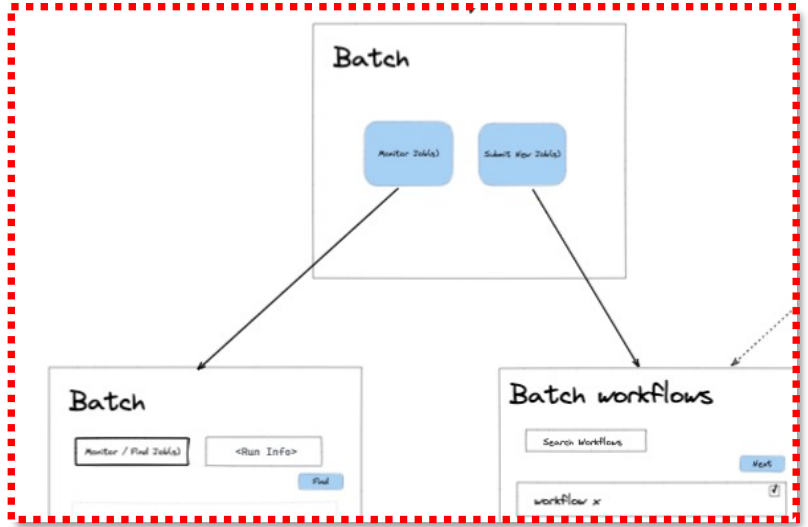 Batch
Monitor Job(s)
Submit New Job(s)
Batch
Monitor / Find Job(s)
<Run Info>
Find
Batch workflows
Search Workflows
Next
workflow x